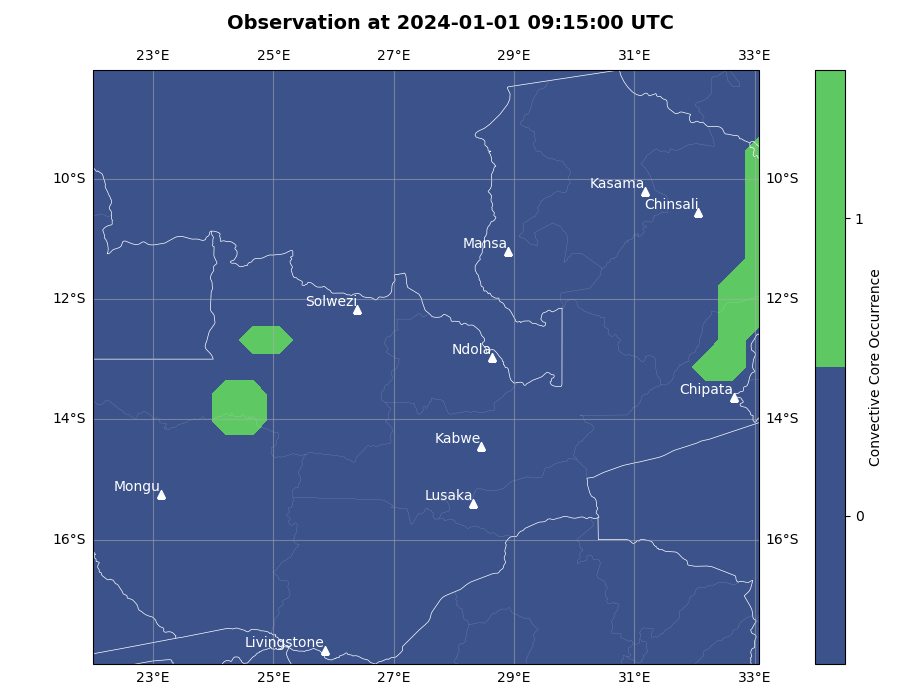 Observation at 2024-01-01 09:15:00 UTC
23°E 25°E 27°E 29°E 31°E 33°E
10°S 10°S
Kasama
Chinsali
Mansa
12°S 12°S
Solwezi
Ndola
Chipata
14°S 14°S
Kabwe
Mongu
Lusaka
16°S 16°S
Livingstone
23°E 25°E 27°E 29°E 31°E 33°E
1
0
Convective Core Occurrence